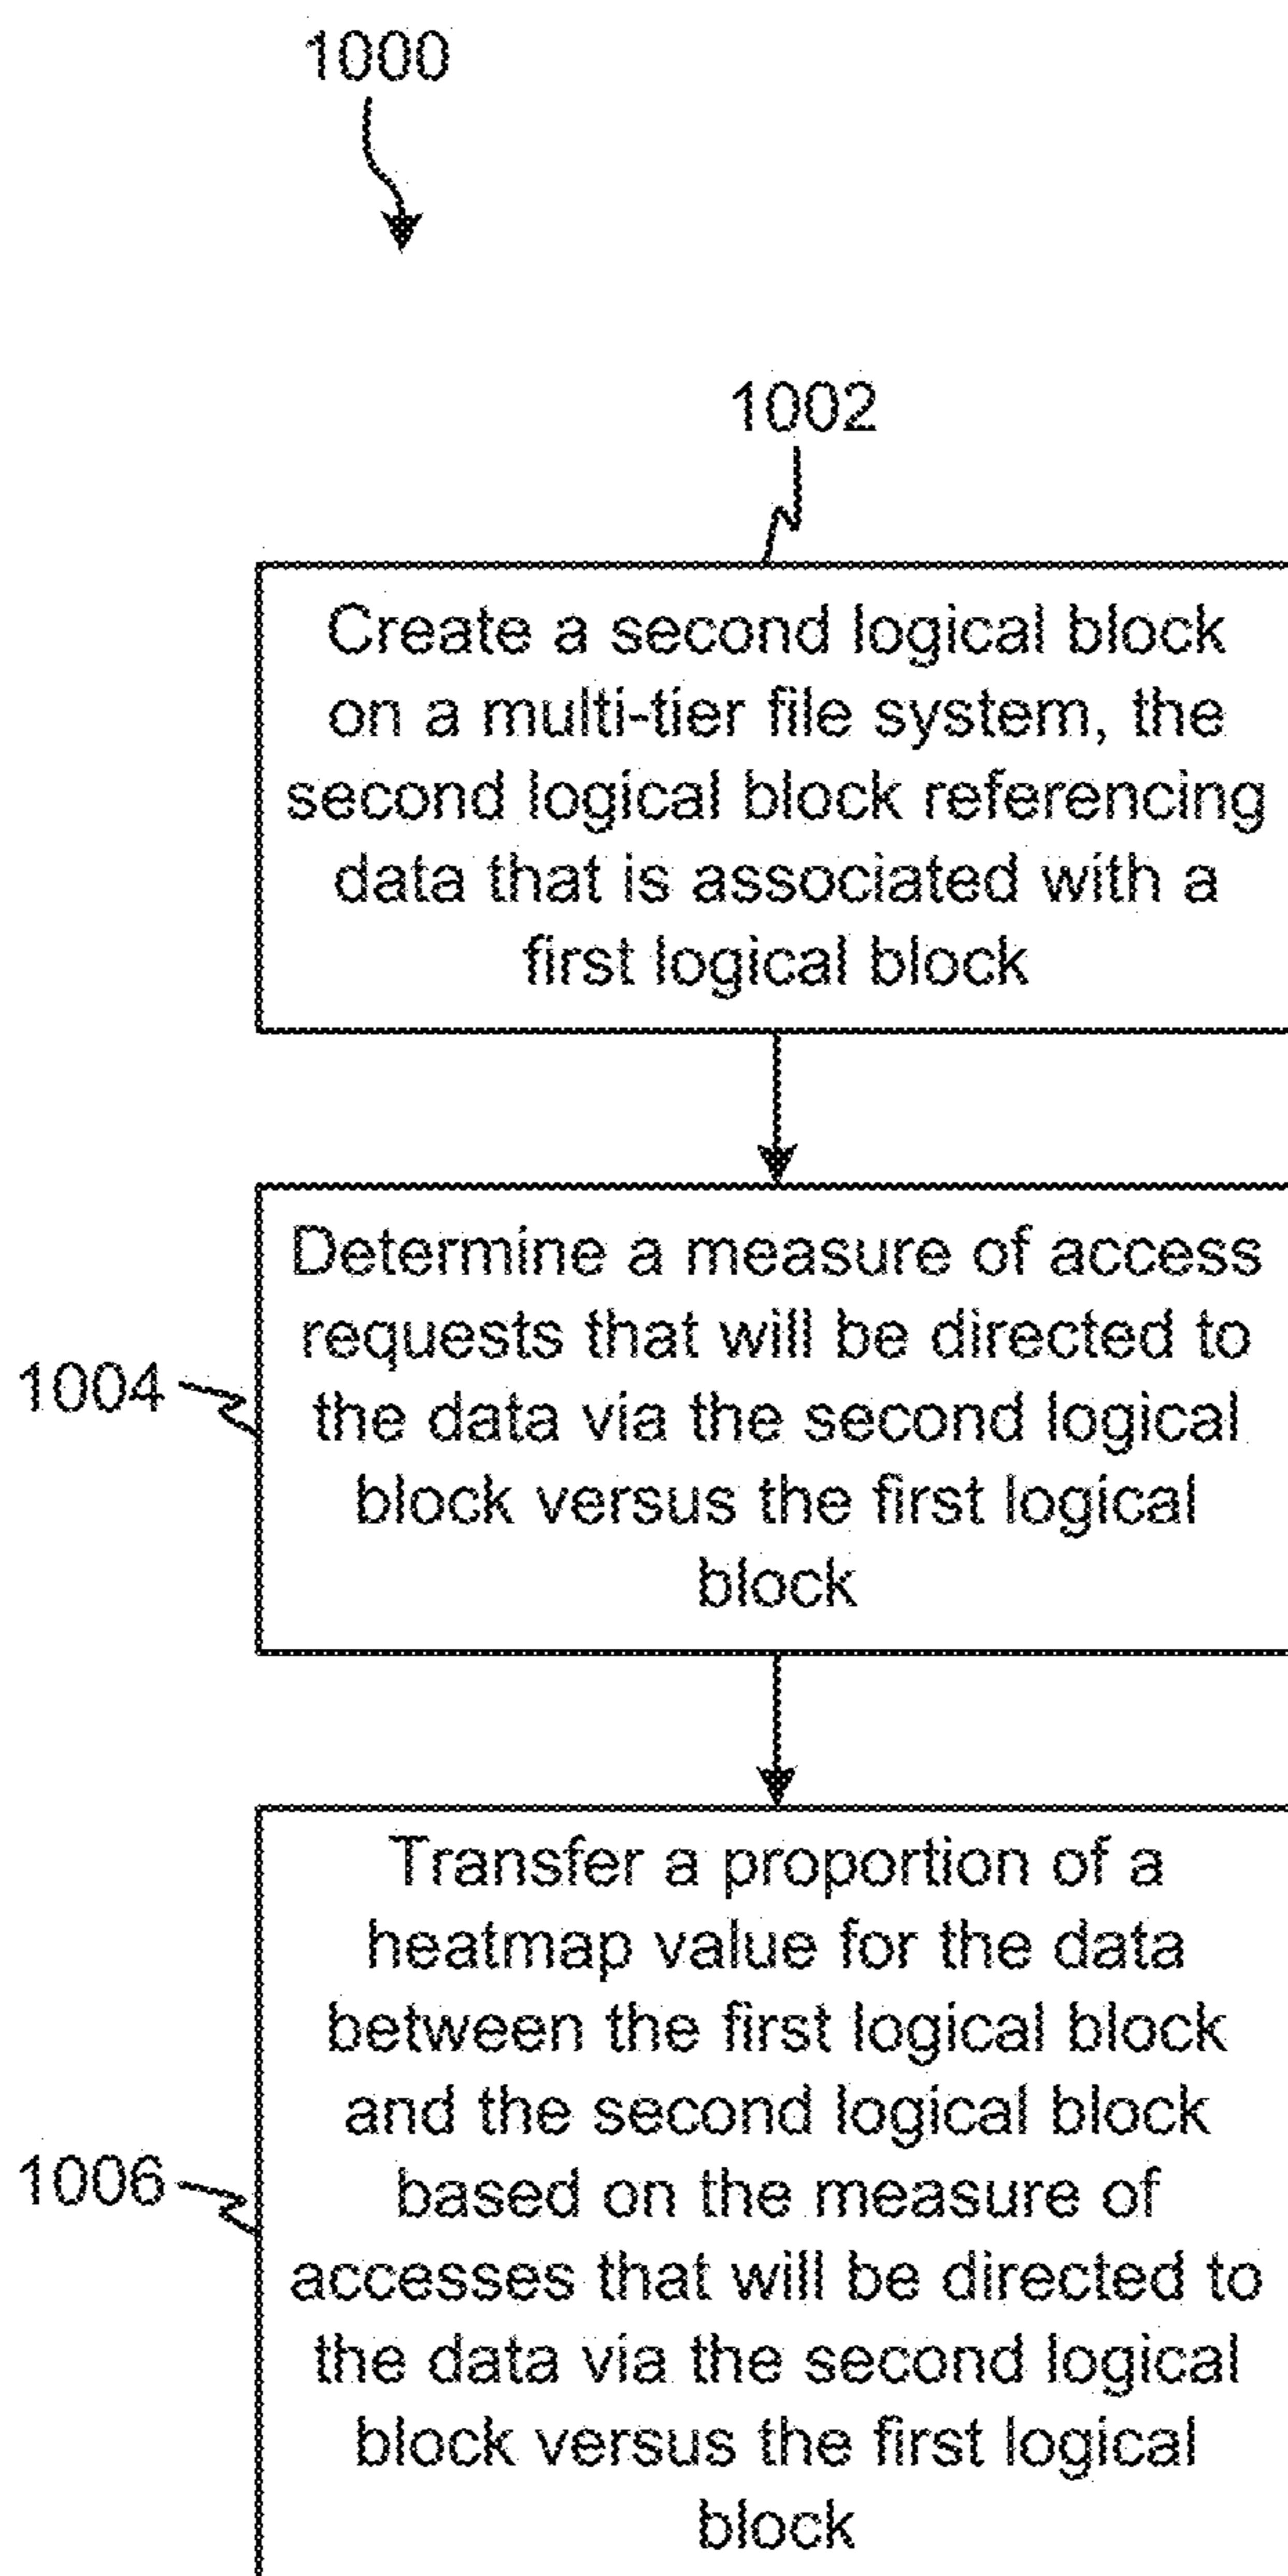 1000
1002
Create a second logical block
on a multi-tier file system, the
second logical block referencing
data that is associated with a
first logical block
Determine a measure of access
requests that will be directed to
1004
the data via the second logical
block versus the first logical
block
Transfer a proportion of a
heatmap value for the data
between the first logical block
and the second logical block
1006
based on the measure of
accesses that will be directed to
the data via the second logical
block versus the first logical
block